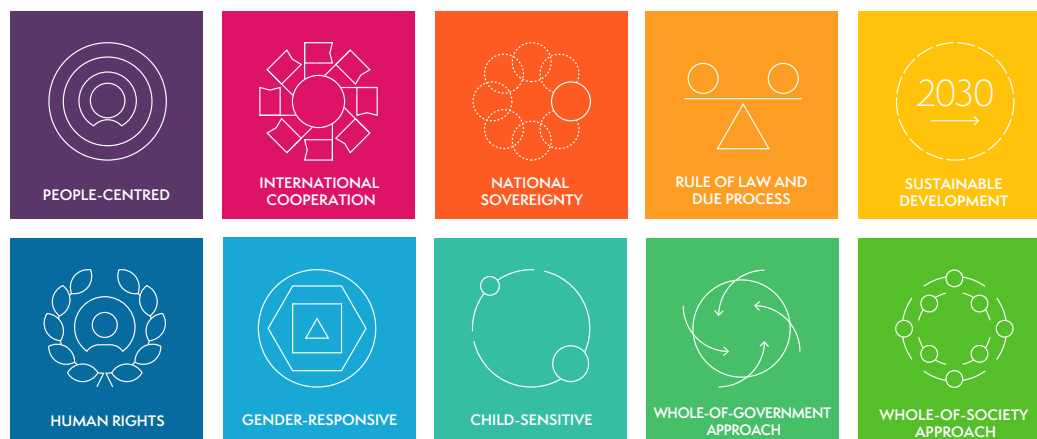 PEOPLE-CENTRED
INTERNATIONAL
COOPERATION
NATIONAL
SOVEREIGNTY
RULE OF LAW AND
DUE PROCESS
2030
SUSTAINABLE
DEVELOPMENT
HUMAN RIGHTS
GENDER-RESPONSIVE
CHILD-SENSITIVE
WHOLE-OF-GOVERNMENT
APPROACH
WHOLE-OF-SOCIETY
APPROACH